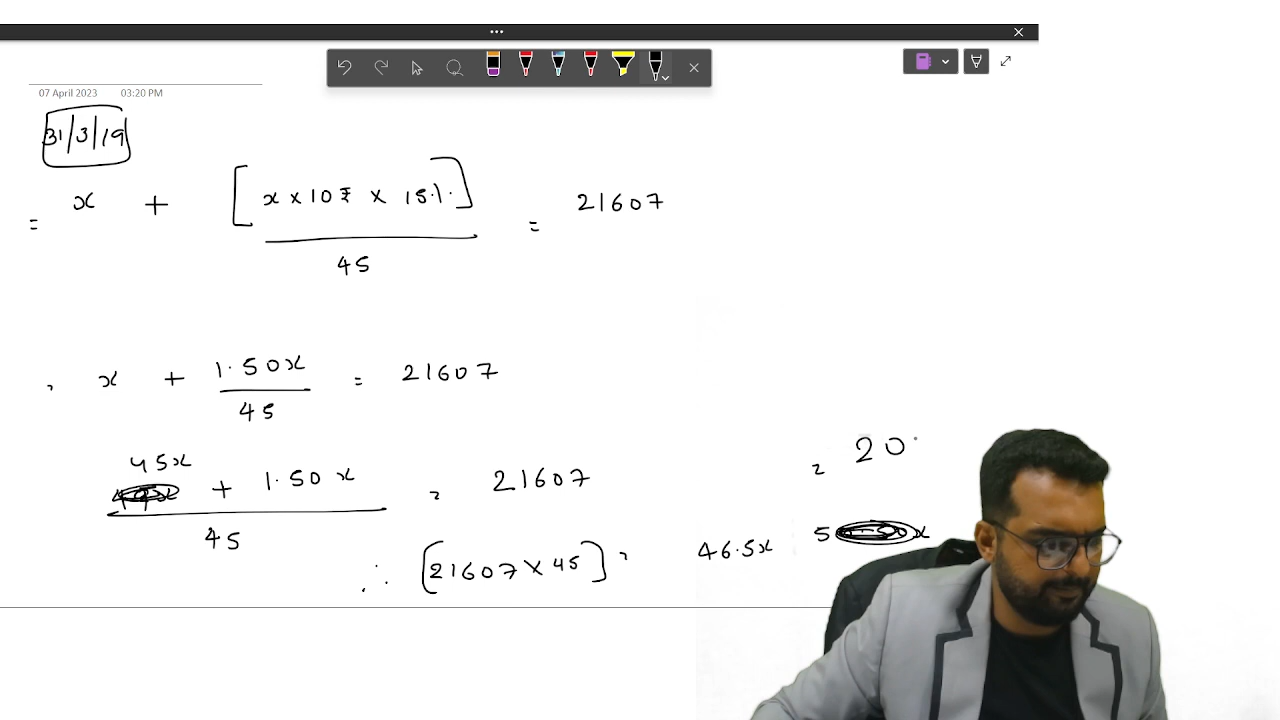 07 April 2023 03:20 PM
31/3/19
= x + [x × 10₹ × 15%] / 45 = 21607
, x + 1.50x / 45 = 21607
45x
+ 1.50x / 45 = 21607
= 20
∴ [21607 × 45] = 46.5x 5 x